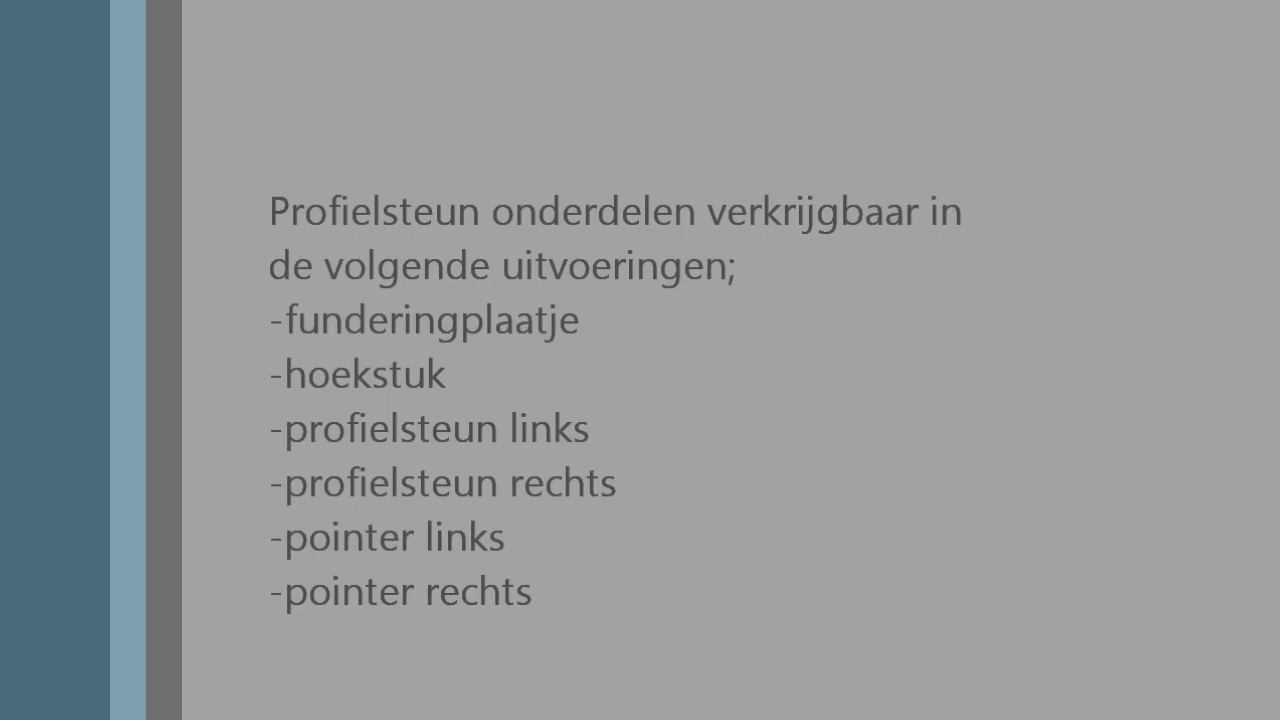 Profielsteun onderdelen verkrijgbaar in
de volgende uitvoeringen;
-funderingplaatje
-hoekstuk
-profielsteun links
-profielsteun rechts
-pointer links
-pointer rechts